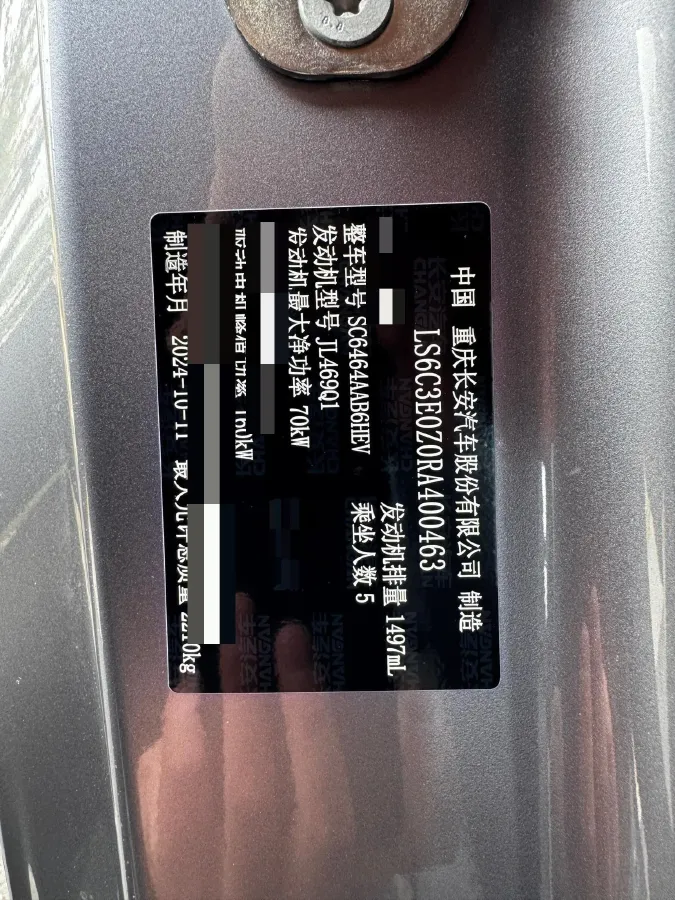 中国 重庆长安汽车股份有限公司 制造
LS6C3E0Z0RA400463
发动机排量 1497mL
整车型号 SC6464AAB6HEV 乘坐人数 5
发动机型号 JL469Q1
发动机最大净功率 70kW
制造年月 2024-10-11